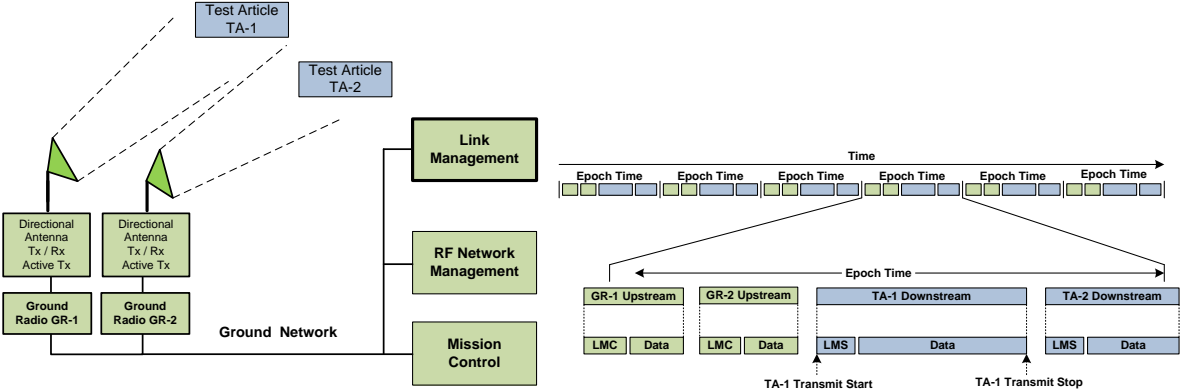 Test Article
TA-1
Test Article
TA-2
Directional
Antenna
Tx / Rx
Active Tx
Directional
Antenna
Tx / Rx
Active Tx
Ground
Radio GR-1
Ground
Radio GR-2
Ground Network
Link
Management
RF Network
Management
Mission
Control
Time
Epoch Time
Epoch Time
Epoch Time
Epoch Time
Epoch Time
Epoch Time
Epoch Time
GR-1 Upstream
GR-2 Upstream
TA-1 Downstream
TA-2 Downstream
LMC
Data
LMC
Data
LMS
Data
LMS
Data
TA-1 Transmit Start
TA-1 Transmit Stop